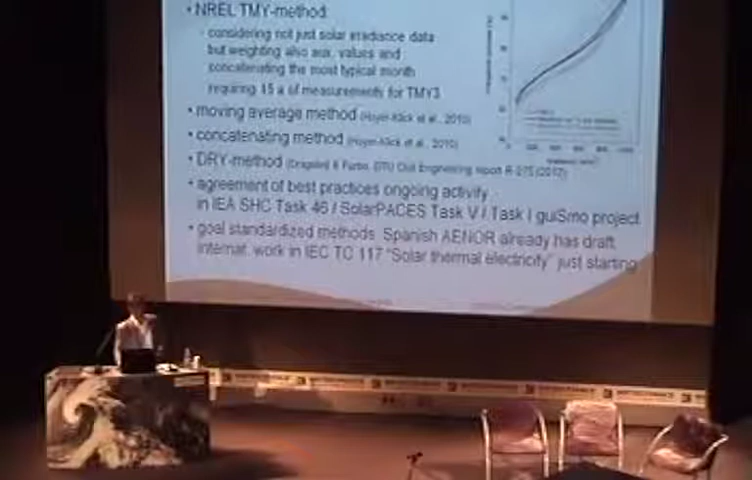 • NREL TMY-method
- considering not just solar irradiance data
but weighting also aux. values and
concatenating the most typical month
requiring 15 a of measurements for TMY3
• moving average method (Hoyer-Klick et al., 2010)
• concatenating method (Hoyer-Klick et al., 2010)
• DRY-method
Engineering report R-275 (2012)
• agreement of best practices ongoing activity
in IEA SHC Task 46 / SolarPACES Task V / Task I guiSmo project
• goal standardized methods. Spanish AENOR already has draft
internat. work in IEC TC 117 "Solar thermal electricity" just starting